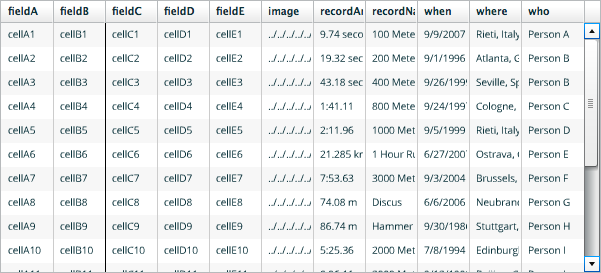 fieldA fieldB fieldC fieldD fieldE image recordAr recordNa when where who
cellA1 cellB1 cellC1 cellD1 cellE1 ../../../../../ 9.74 seco 100 Mete 9/9/2007 Rieti, Italy Person A
cellA2 cellB2 cellC2 cellD2 cellE2 ../../../../../ 19.32 sec 200 Mete 9/1/1996 Atlanta, G Person B
cellA3 cellB3 cellC3 cellD3 cellE3 ../../../../../ 43.18 sec 400 Mete 9/26/199 Seville, Sp Person B
cellA4 cellB4 cellC4 cellD4 cellE4 ../../../../../ 1:41.11 800 Mete 9/24/199 Cologne, Person C
cellA5 cellB5 cellC5 cellD5 cellE5 ../../../../../ 2:11.96 1000 Met 9/5/1999 Rieti, Italy Person D
cellA6 cellB6 cellC6 cellD6 cellE6 ../../../../../ 21.285 kr 1 Hour Ru 6/27/200 Ostrava, Person E
cellA7 cellB7 cellC7 cellD7 cellE7 ../../../../../ 7:53.63 3000 Met 9/3/2004 Brussels, Person F
cellA8 cellB8 cellC8 cellD8 cellE8 ../../../../../ 74.08 m Discus 6/6/2006 Neubran Person G
cellA9 cellB9 cellC9 cellD9 cellE9 ../../../../../ 86.74 m Hammer 9/30/198 Stuttgart, Person H
cellA10 cellB10 cellC10 cellD10 cellE10 ../../../../../ 5:25.36 2000 Met 7/8/1994 Edinburg Person I